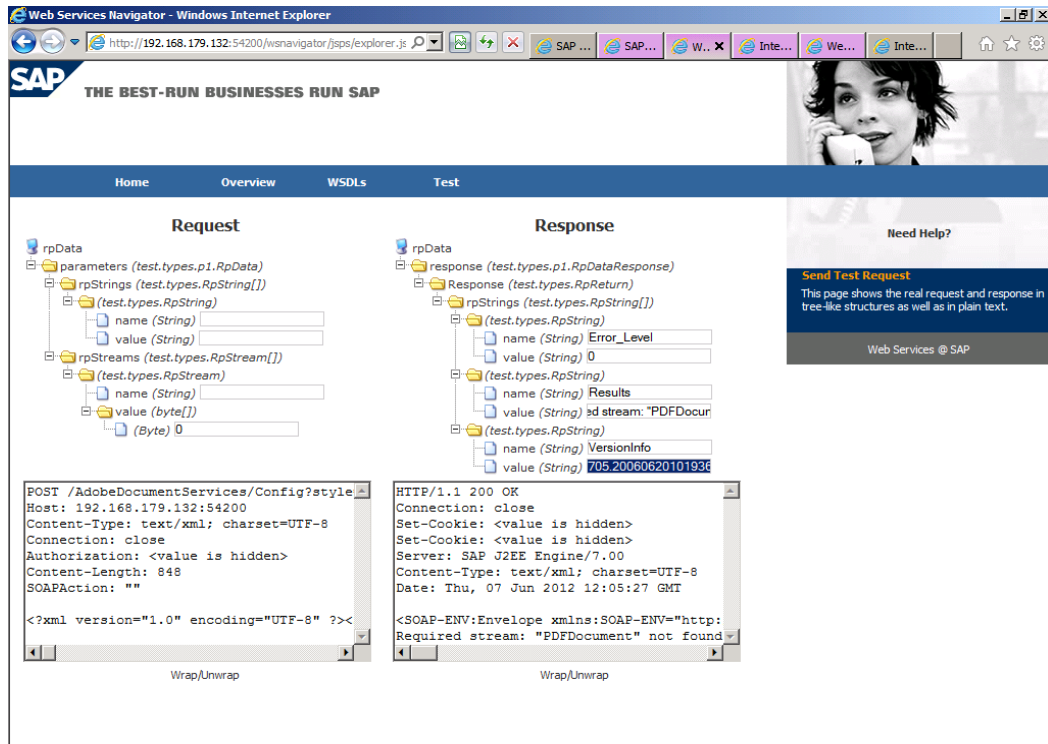 Web Services Navigator - Windows Internet Explorer
http://192.168.179.132:54200/wsnavigator/jsps/explorer.js
SAP ...
SAP...
W..
Inte...
We...
Inte...
SAP
THE BEST-RUN BUSINESSES RUN SAP
Home Overview WSDLs Test
Request
rpData
parameters (test.types.p1.RpData)
rpStrings (test.types.RpString[])
(test.types.RpString)
name (String)
value (String)
rpStreams (test.types.RpStream[])
(test.types.RpStream)
name (String)
value (byte[])
(Byte) 0
POST /AdobeDocumentServices/Config?style
Host: 192.168.179.132:54200
Content-Type: text/xml; charset=UTF-8
Connection: close
Authorization: <value is hidden>
Content-Length: 848
SOAPAction: ""
<?xml version="1.0" encoding="UTF-8" ?><
Wrap/Unwrap
Response
rpData
response (test.types.p1.RpDataResponse)
Response (test.types.RpReturn)
rpStrings (test.types.RpString[])
(test.types.RpString)
name (String) Error_Level
value (String) 0
(test.types.RpString)
name (String) Results
value (String) ed stream: "PDFDocun
(test.types.RpString)
name (String) VersionInfo
value (String) 705.20060620101936
HTTP/1.1 200 OK
Connection: close
Set-Cookie: <value is hidden>
Set-Cookie: <value is hidden>
Server: SAP J2EE Engine/7.00
Content-Type: text/xml; charset=UTF-8
Date: Thu, 07 Jun 2012 12:05:27 GMT
<SOAP-ENV:Envelope xmlns:SOAP-ENV="http:
Required stream: "PDFDocument" not found
Wrap/Unwrap
Need Help?
Send Test Request
This page shows the real request and response in
tree-like structures as well as in plain text.
Web Services @ SAP